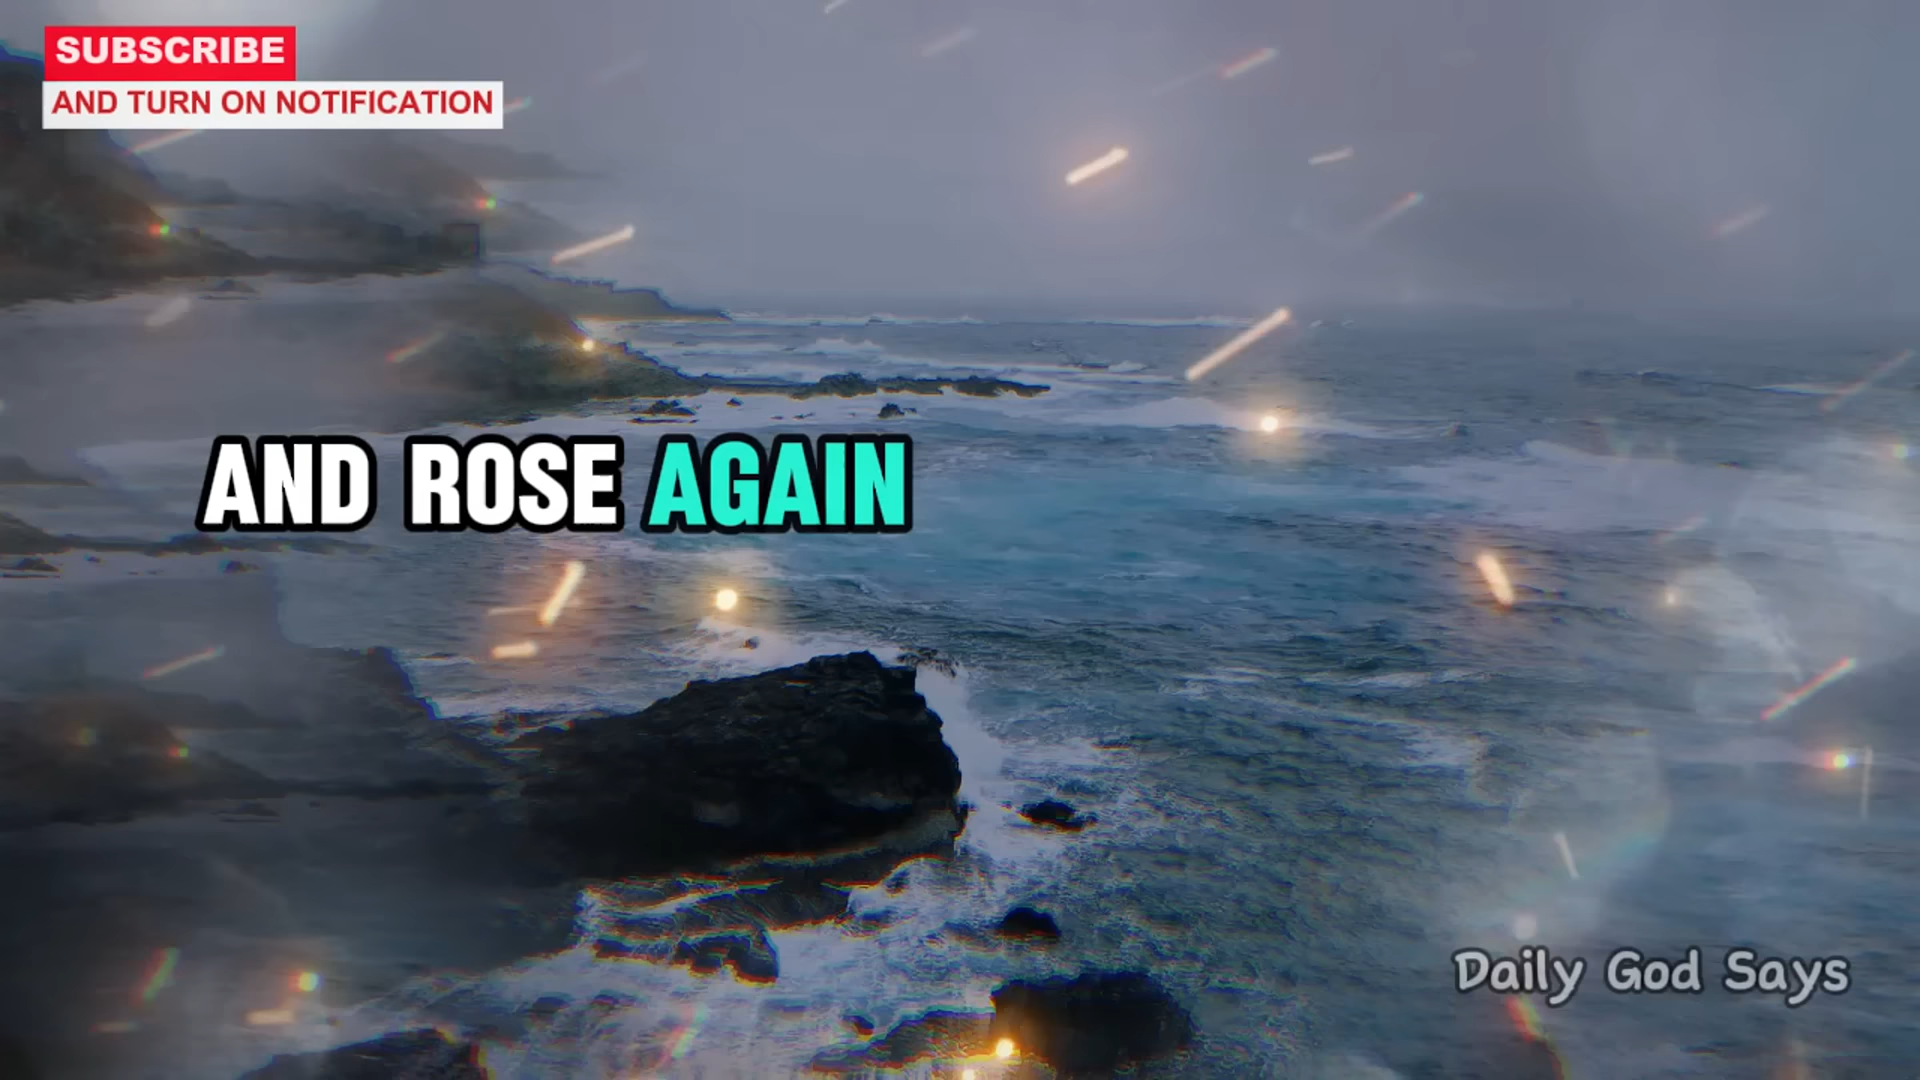 SUBSCRIBE
AND TURN ON NOTIFICATION
AND ROSE AGAIN
Daily God Says